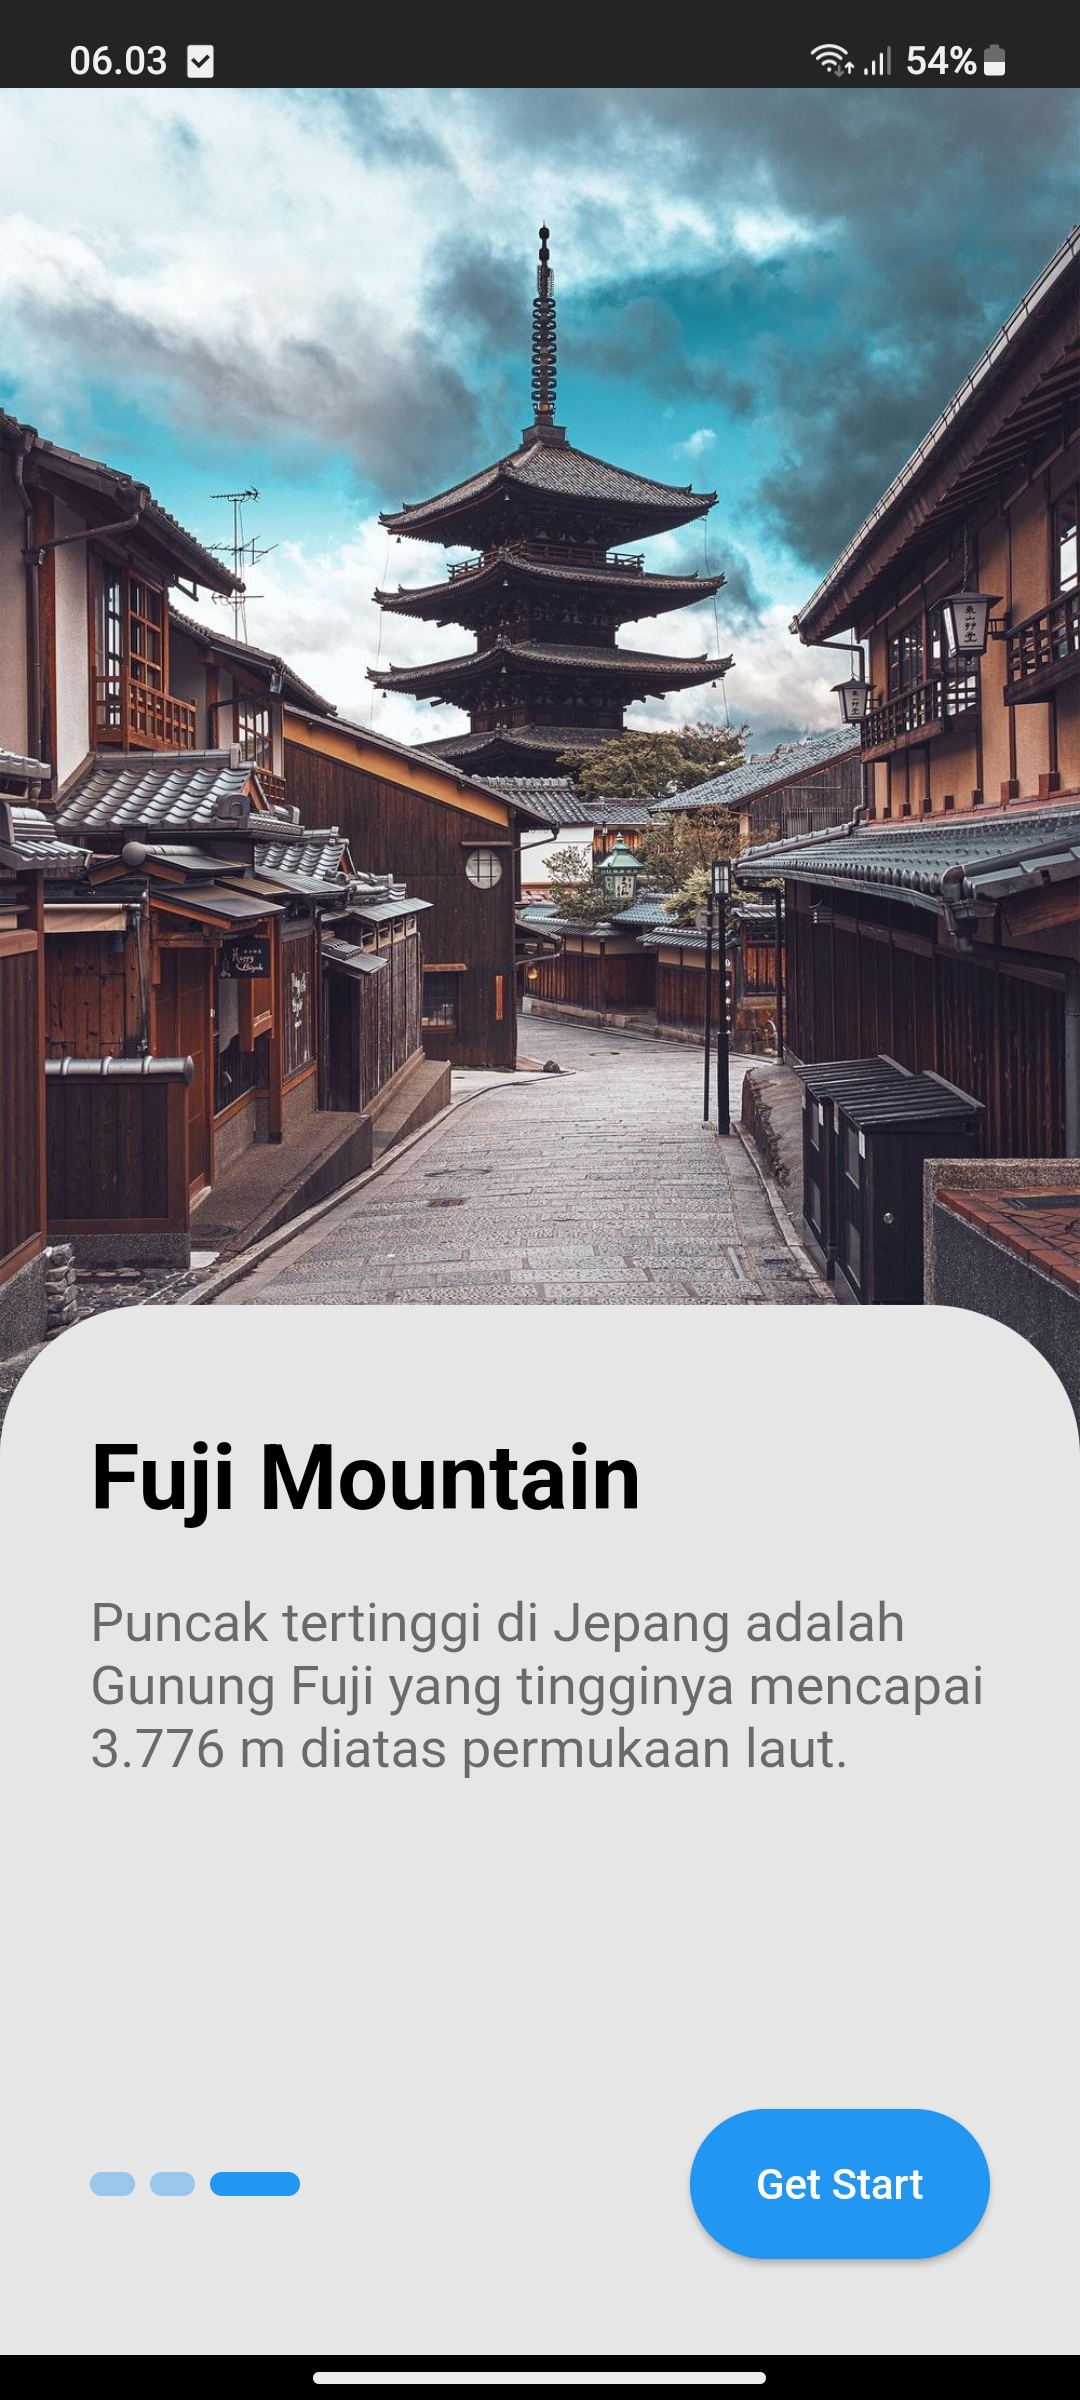 06.03
54%
Fuji Mountain
Puncak tertinggi di Jepang adalah
Gunung Fuji yang tingginya mencapai
3.776 m diatas permukaan laut.
Get Start